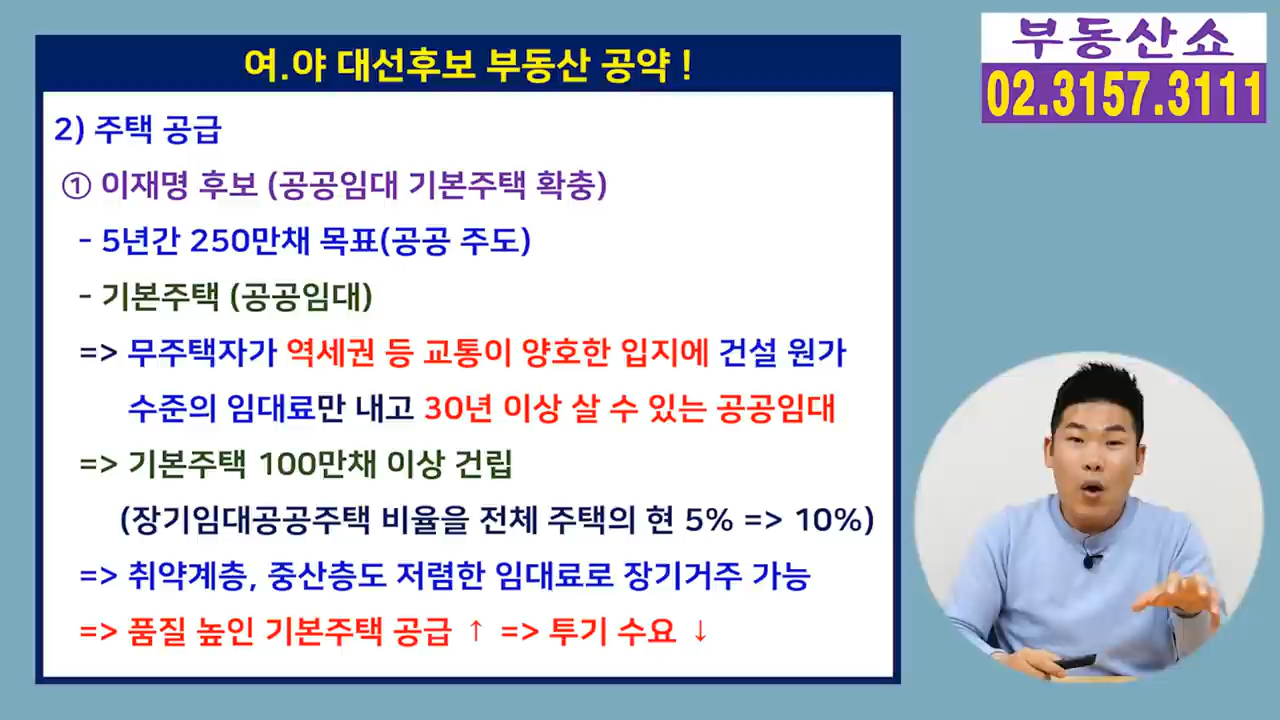 여.야 대선후보 부동산 공약 !
부동산쇼
02.3157.3111
2) 주택 공급
① 이재명 후보 (공공임대 기본주택 확충)
- 5년간 250만채 목표(공공 주도)
- 기본주택 (공공임대)
=> 무주택자가 역세권 등 교통이 양호한 입지에 건설 원가
수준의 임대료만 내고 30년 이상 살 수 있는 공공임대
=> 기본주택 100만채 이상 건립
(장기임대공공주택 비율을 전체 주택의 현 5% => 10%)
=> 취약계층, 중산층도 저렴한 임대료로 장기거주 가능
=> 품질 높인 기본주택 공급 ↑ => 투기 수요 ↓